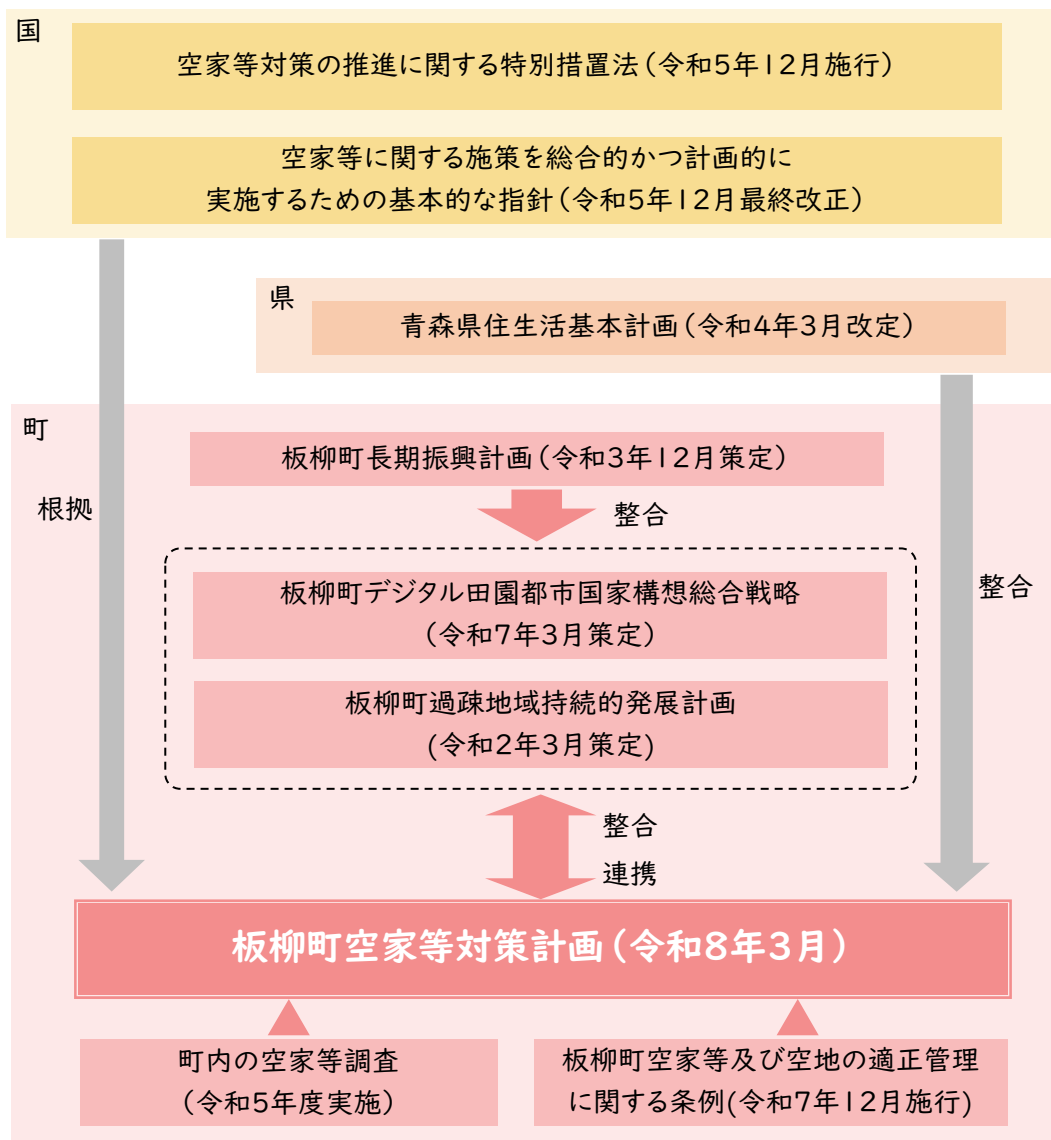 国
空家等対策の推進に関する特別措置法(令和5年12月施行)
空家等に関する施策を総合的かつ計画的に
実施するための基本的な指針(令和5年12月最終改正)
県
青森県住生活基本計画(令和4年3月改定)
町
板柳町長期振興計画(令和3年12月策定)
根拠
整合
板柳町デジタル田園都市国家構想総合戦略
(令和7年3月策定)
整合
板柳町過疎地域持続的発展計画
(令和2年3月策定)
整合
連携
板柳町空家等対策計画(令和8年3月)
町内の空家等調査
(令和5年度実施)
板柳町空家等及び空地の適正管理
に関する条例(令和7年12月施行)